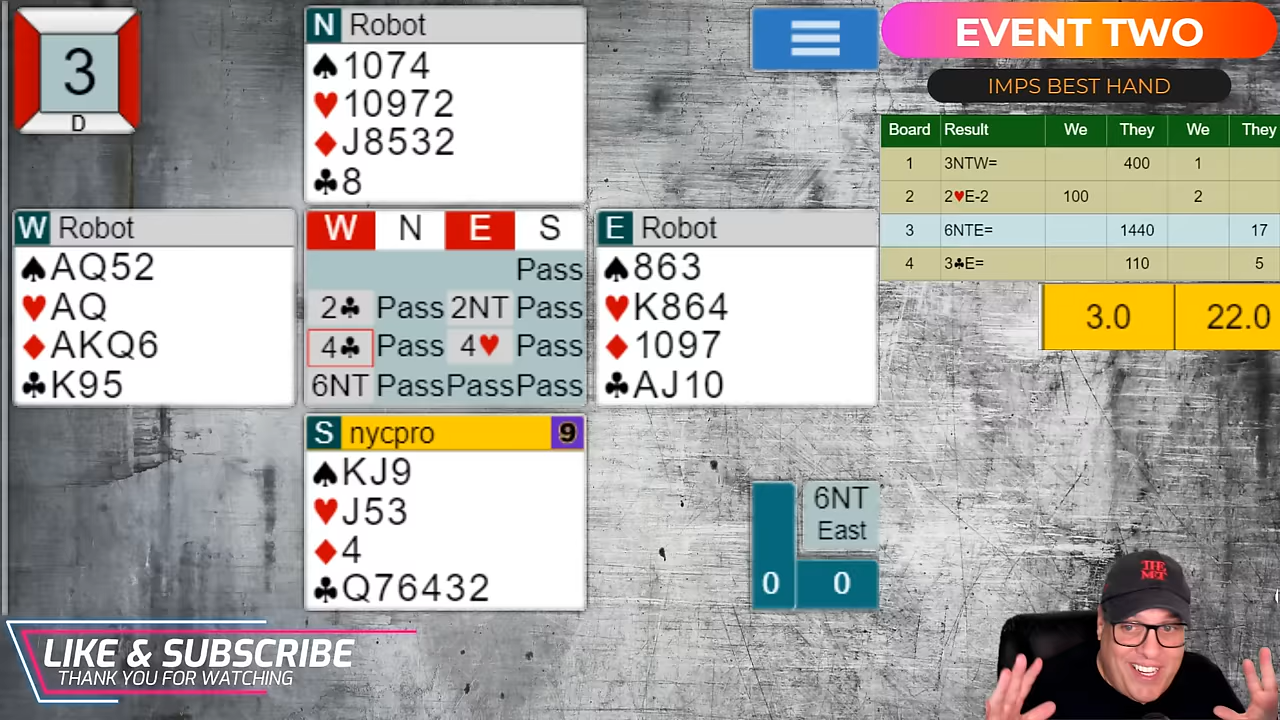 3
D
N Robot
♠1074
♥10972
♦J8532
♣8
W Robot
♠AQ52
♥AQ
♦AKQ6
♣K95
W N E S
Pass
2♣ Pass 2NT Pass
4♣ Pass 4♥ Pass
6NT Pass Pass Pass
E Robot
♠863
♥K864
♦1097
♣AJ10
S nycpro 9
♠KJ9
♥J53
♦4
♣Q76432
6NT
East
0 0
EVENT TWO
IMPS BEST HAND
Board Result We They We They
1 3NTW= 400 1
2 2♥E-2 100 2
3 6NTE= 1440 17
4 3♣E= 110 5
3.0 22.0
LIKE & SUBSCRIBE
THANK YOU FOR WATCHING
THE
MET